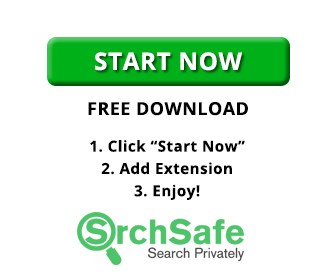 START NOW
FREE DOWNLOAD
1. Click “Start Now”
2. Add Extension
3. Enjoy!
SrchSafe
Search Privately